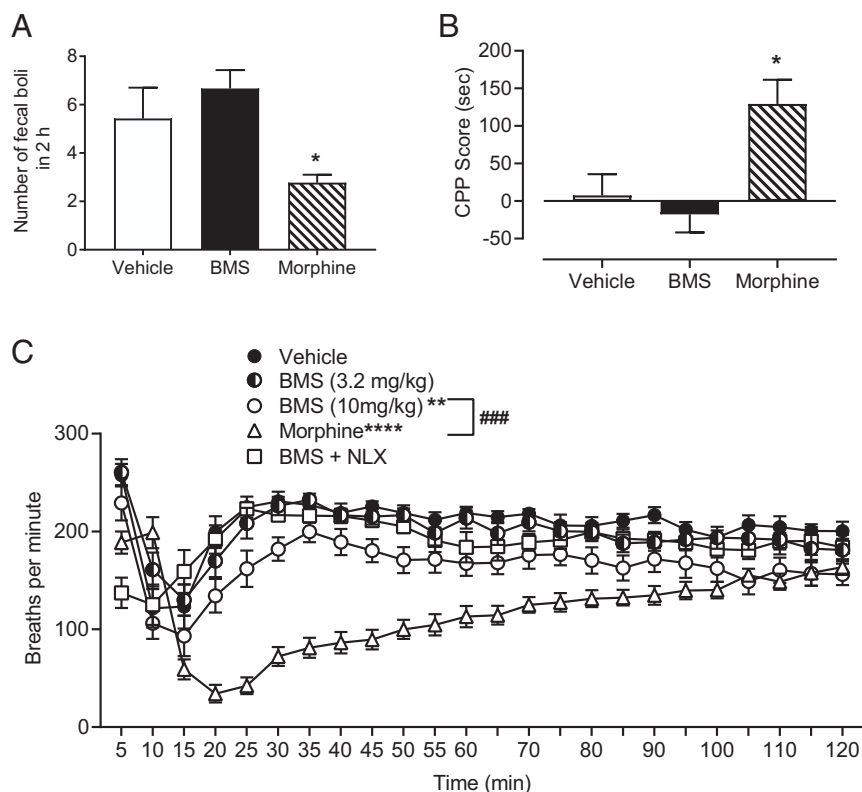 A
Number of fecal boli
in 2 h
8
6
4
2
0
*
Vehicle
BMS
Morphine
B
CPP Score (sec)
200
150
100
50
0
-50
*
Vehicle
BMS
Morphine
C
Vehicle
BMS (3.2 mg/kg)
BMS (10mg/kg)**
Morphine****
BMS + NLX
###
Breaths per minute
300
200
100
0
5 10 15 20 25 30 35 40 45 50 55 60 70 80 90 100 110 120
Time (min)